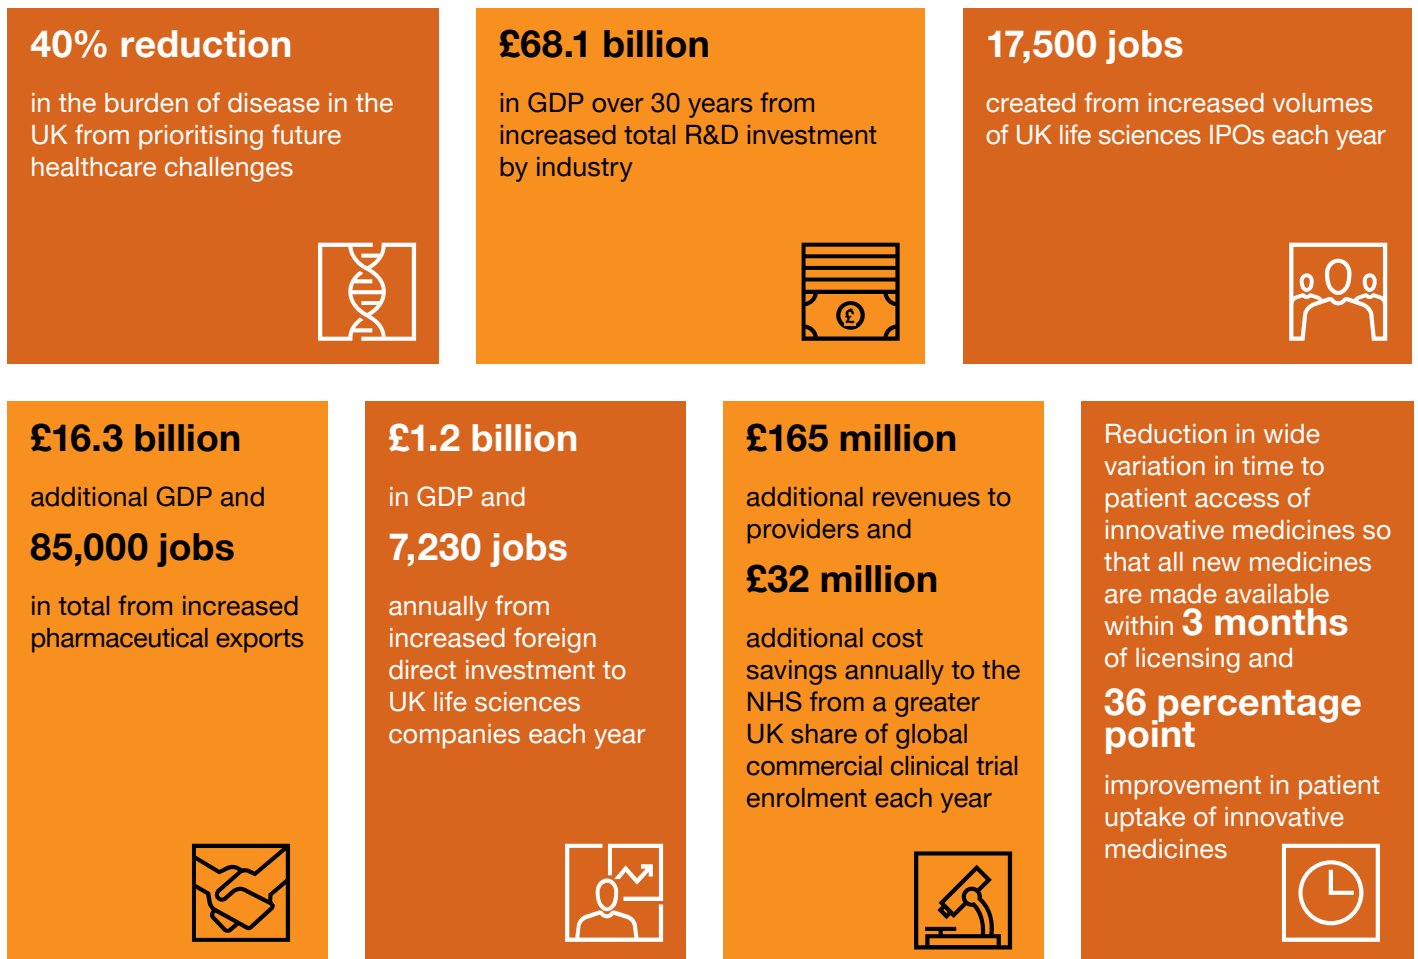 40% reduction
in the burden of disease in the
UK from prioritising future
healthcare challenges
£68.1 billion
in GDP over 30 years from
increased total R&D investment
by industry
£
17,500 jobs
created from increased volumes
of UK life sciences IPOs each year
£16.3 billion
additional GDP and
85,000 jobs
in total from increased
pharmaceutical exports
£1.2 billion
in GDP and
7,230 jobs
annually from
increased foreign
direct investment to
UK life sciences
companies each year
£165 million
additional revenues to
providers and
£32 million
additional cost
savings annually to the
NHS from a greater
UK share of global
commercial clinical trial
enrolment each year
Reduction in wide
variation in time to
patient access of
innovative medicines so
that all new medicines
are made available
within 3 months
of licensing and
36 percentage
point
improvement in patient
uptake of innovative
medicines